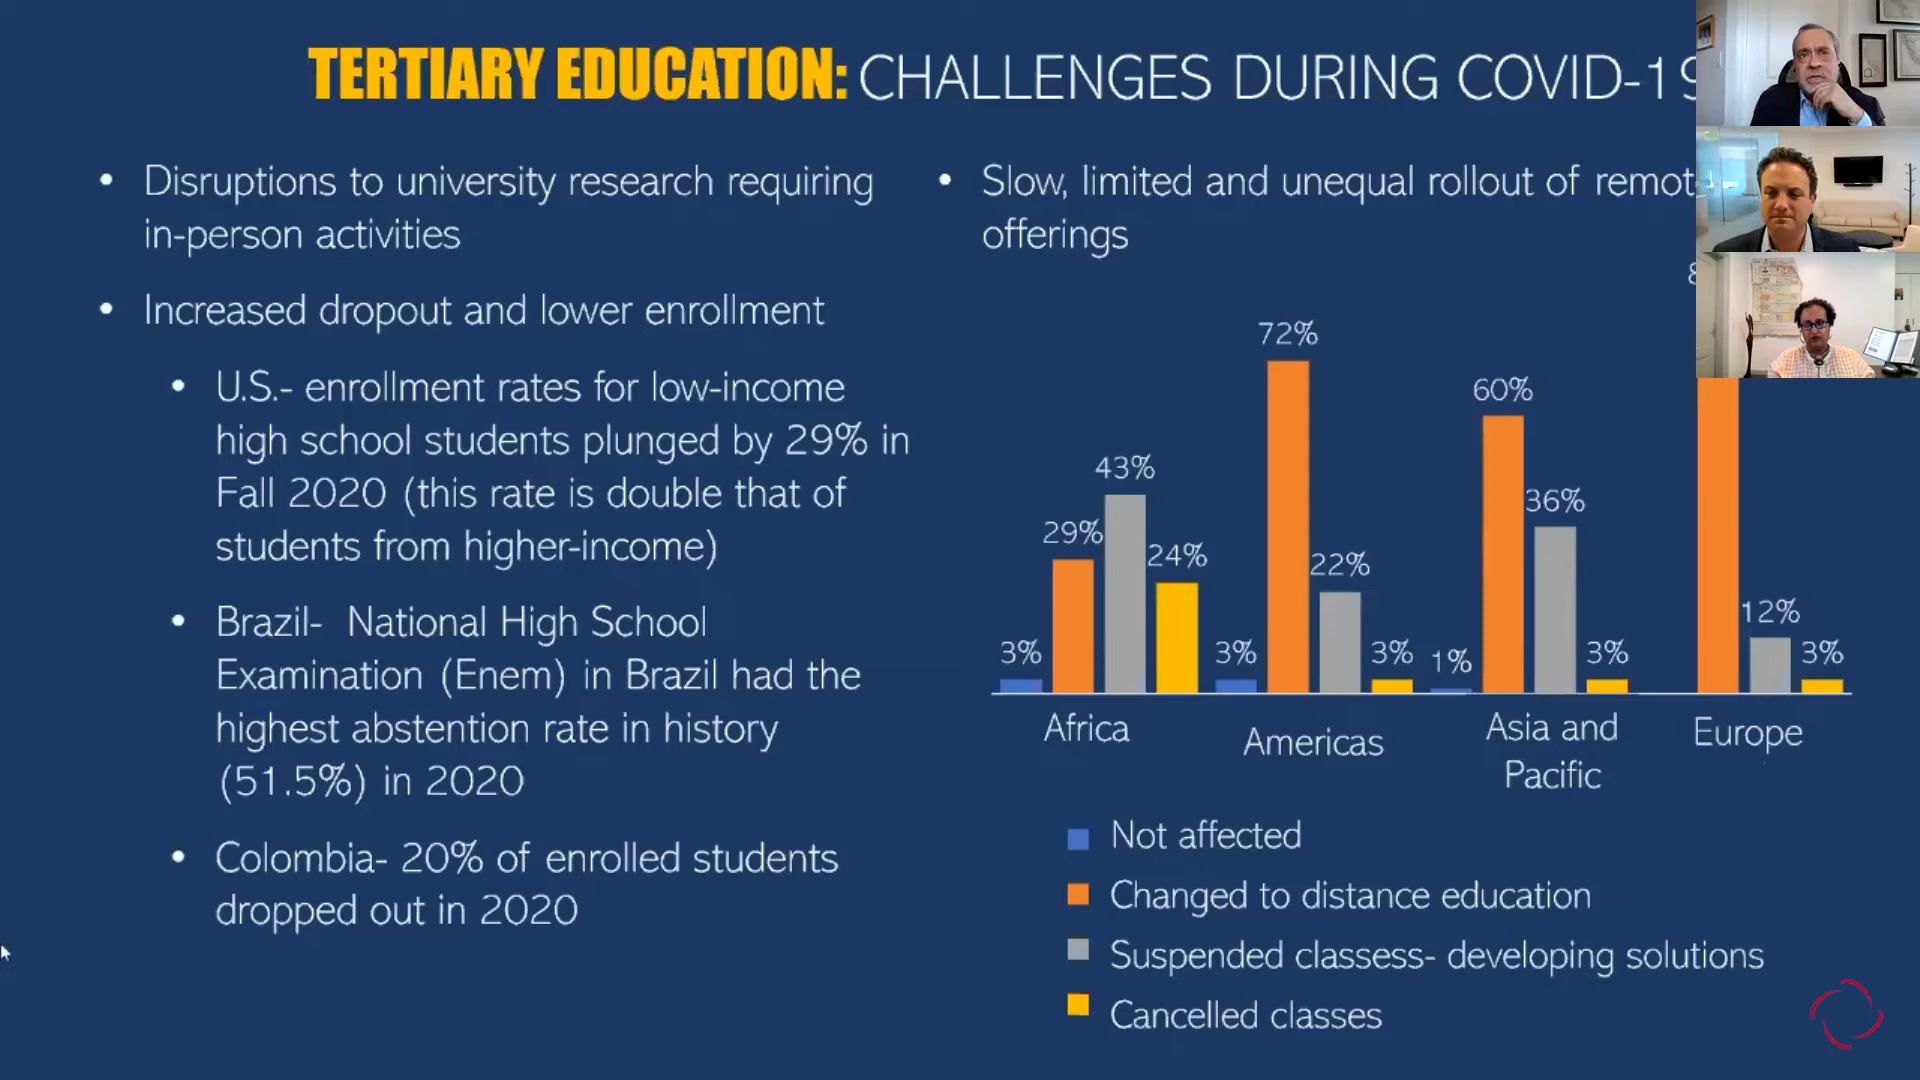 TERTIARY EDUCATION: CHALLENGES DURING COVID-19
• Disruptions to university research requiring
in-person activities
• Increased dropout and lower enrollment
• U.S.- enrollment rates for low-income
high school students plunged by 29% in
Fall 2020 (this rate is double that of
students from higher-income)
• Brazil- National High School
Examination (Enem) in Brazil had the
highest abstention rate in history
(51.5%) in 2020
• Colombia- 20% of enrolled students
dropped out in 2020
• Slow, limited and unequal rollout of remot
offerings
3% 29% 43% 24%
3% 72% 22% 3%
1% 60% 36% 3%
12% 3%
Africa
Americas
Asia and
Pacific
Europe
Not affected
Changed to distance education
Suspended classess- developing solutions
Cancelled classes